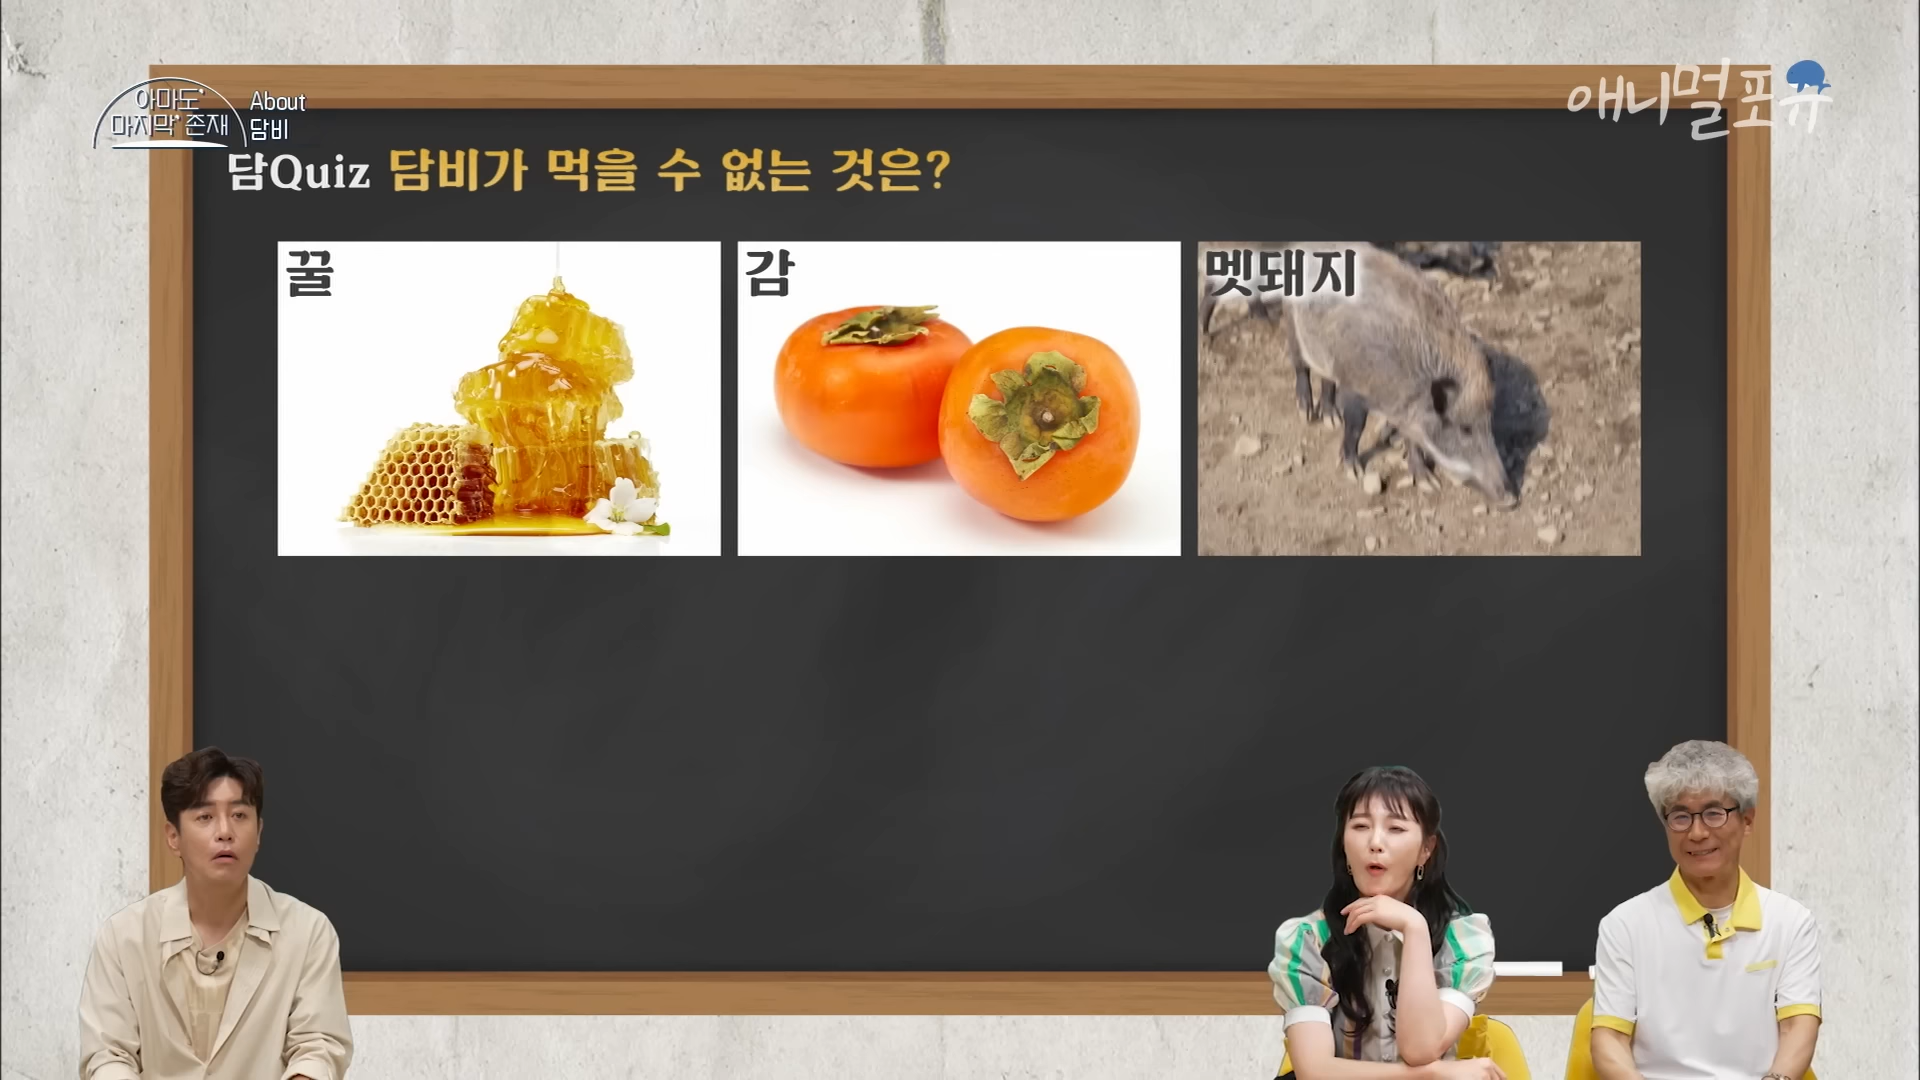 아마도
마지막 존재
About
담비
애니멀포유
담Quiz 담비가 먹을 수 없는 것은?
꿀
감
멧돼지